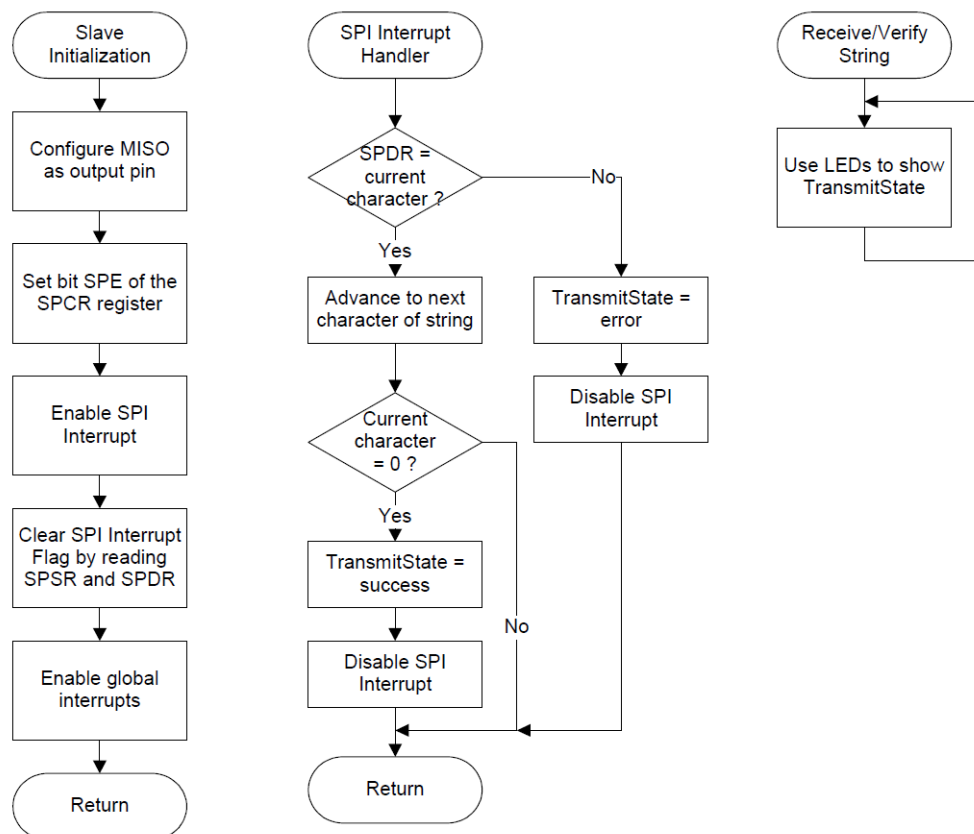 Slave
Initialization
Configure MISO
as output pin
Set bit SPE of the
SPCR register
Enable SPI
Interrupt
Clear SPI Interrupt
Flag by reading
SPSR and SPDR
Enable global
interrupts
Return
SPI Interrupt
Handler
SPDR =
current
character ?
No
Yes
Advance to next
character of string
TransmitState =
error
Disable SPI
Interrupt
Current
character
= 0 ?
Yes
No
TransmitState =
success
Disable SPI
Interrupt
Return
Receive/Verify
String
Use LEDs to show
TransmitState